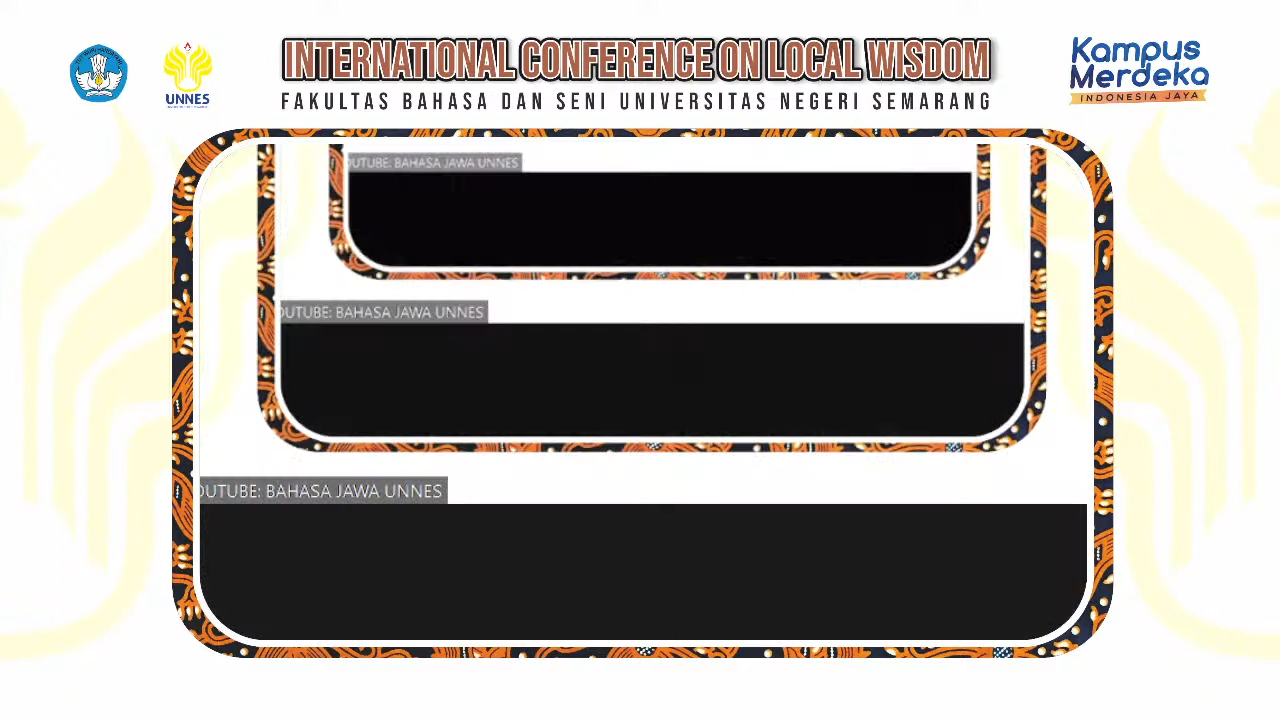 INTERNATIONAL CONFERENCE ON LOCAL WISDOM
FAKULTAS BAHASA DAN SENI UNIVERSITAS NEGERI SEMARANG
UNNES
Kampus
Merdeka
INDONESIA JAYA
OUTUBE: BAHASA JAWA UNNES
OUTUBE: BAHASA JAWA UNNES
OUTUBE: BAHASA JAWA UNNES